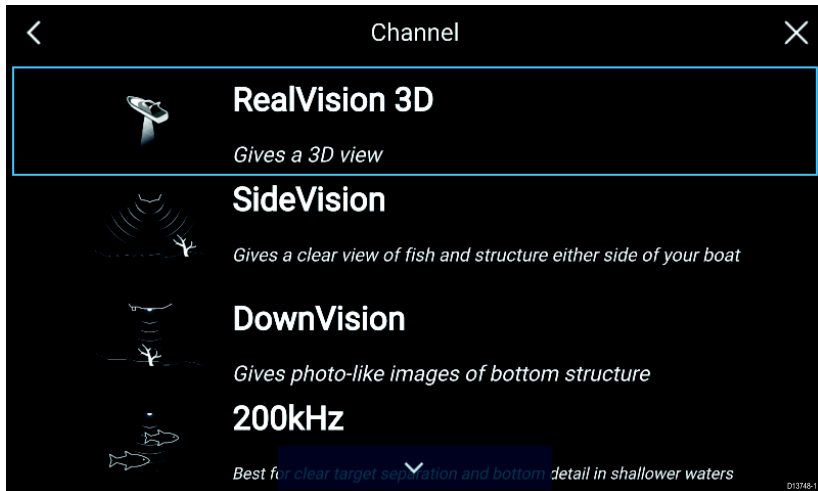 Channel
RealVision 3D
Gives a 3D view
SideVision
Gives a clear view of fish and structure either side of your boat
DownVision
Gives photo-like images of bottom structure
200kHz
Best for clear target separation and bottom detail in shallower waters
D13748-1